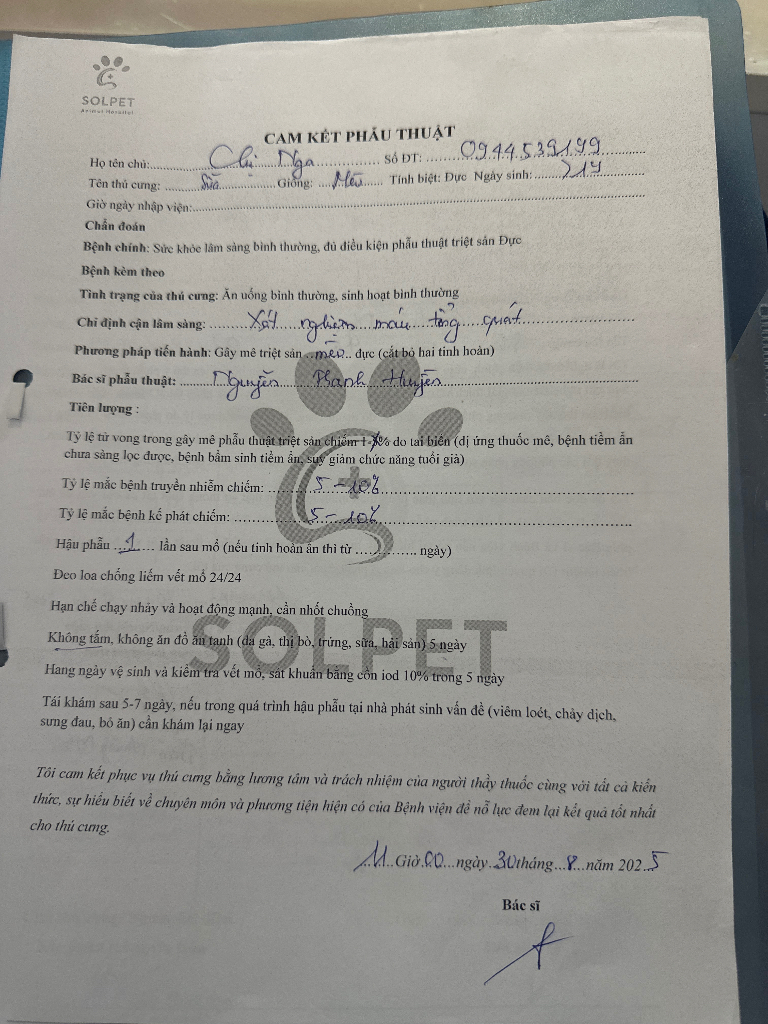 SOLPET
Animal Hospital
CAM KẾT PHẪU THUẬT
Họ tên chủ: Chị Nga Số ĐT: 0944539199
Tên thú cưng: Sữa Giống: Mèo Tính biệt: Đực Ngày sinh:
Giờ ngày nhập viện:
Chẩn đoán
Bệnh chính: Sức khỏe lâm sàng bình thường, đủ điều kiện phẫu thuật triệt sản Đực
Bệnh kèm theo
Tình trạng của thú cưng: Ăn uống bình thường, sinh hoạt bình thường
Chỉ định cận lâm sàng: Xét nghiệm máu tổng quát
Phương pháp tiến hành: Gây mê triệt sản mèo đực (cắt bỏ hai tinh hoàn)
Bác sĩ phẫu thuật: Nguyễn Thanh Huyền
Tiên lượng :
Tỷ lệ tử vong trong gây mê phẫu thuật triệt sản chiếm do tai biến (dị ứng thuốc mê, bệnh tiềm ẩn
chưa sàng lọc được, bệnh bẩm sinh tiềm ẩn, suy giảm chức năng tuổi già)
Tỷ lệ mắc bệnh truyền nhiễm chiếm: 5-10%
Tỷ lệ mắc bệnh kế phát chiếm: 5-10%
Hậu phẫu 1 lần sau mổ (nếu tinh hoàn ẩn thì từ ngày)
Đeo loa chống liếm vết mổ 24/24
Hạn chế chạy nhảy và hoạt động mạnh, cần nhốt chuồng
Không tắm, không ăn đồ ăn tanh (da gà, thị bò, trứng, sữa, hải sản) 5 ngày
Hang ngày vệ sinh và kiểm tra vết mổ, sát khuẩn bằng cồn iod 10% trong 5 ngày
Tái khám sau 5-7 ngày, nếu trong quá trình hậu phẫu tại nhà phát sinh vấn đề (viêm loét, chảy dịch,
sưng đau, bỏ ăn) cần khám lại ngay
SOLPET
Tôi cam kết phục vụ thú cưng bằng lương tâm và trách nhiệm của người thầy thuốc cùng với tất cả kiến
thức, sự hiểu biết về chuyên môn và phương tiện hiện có của Bệnh viện để nỗ lực đem lại kết quả tốt nhất
cho thú cưng.
11 Giờ 00 ngày 30 tháng 8 năm 2025
Bác sĩ